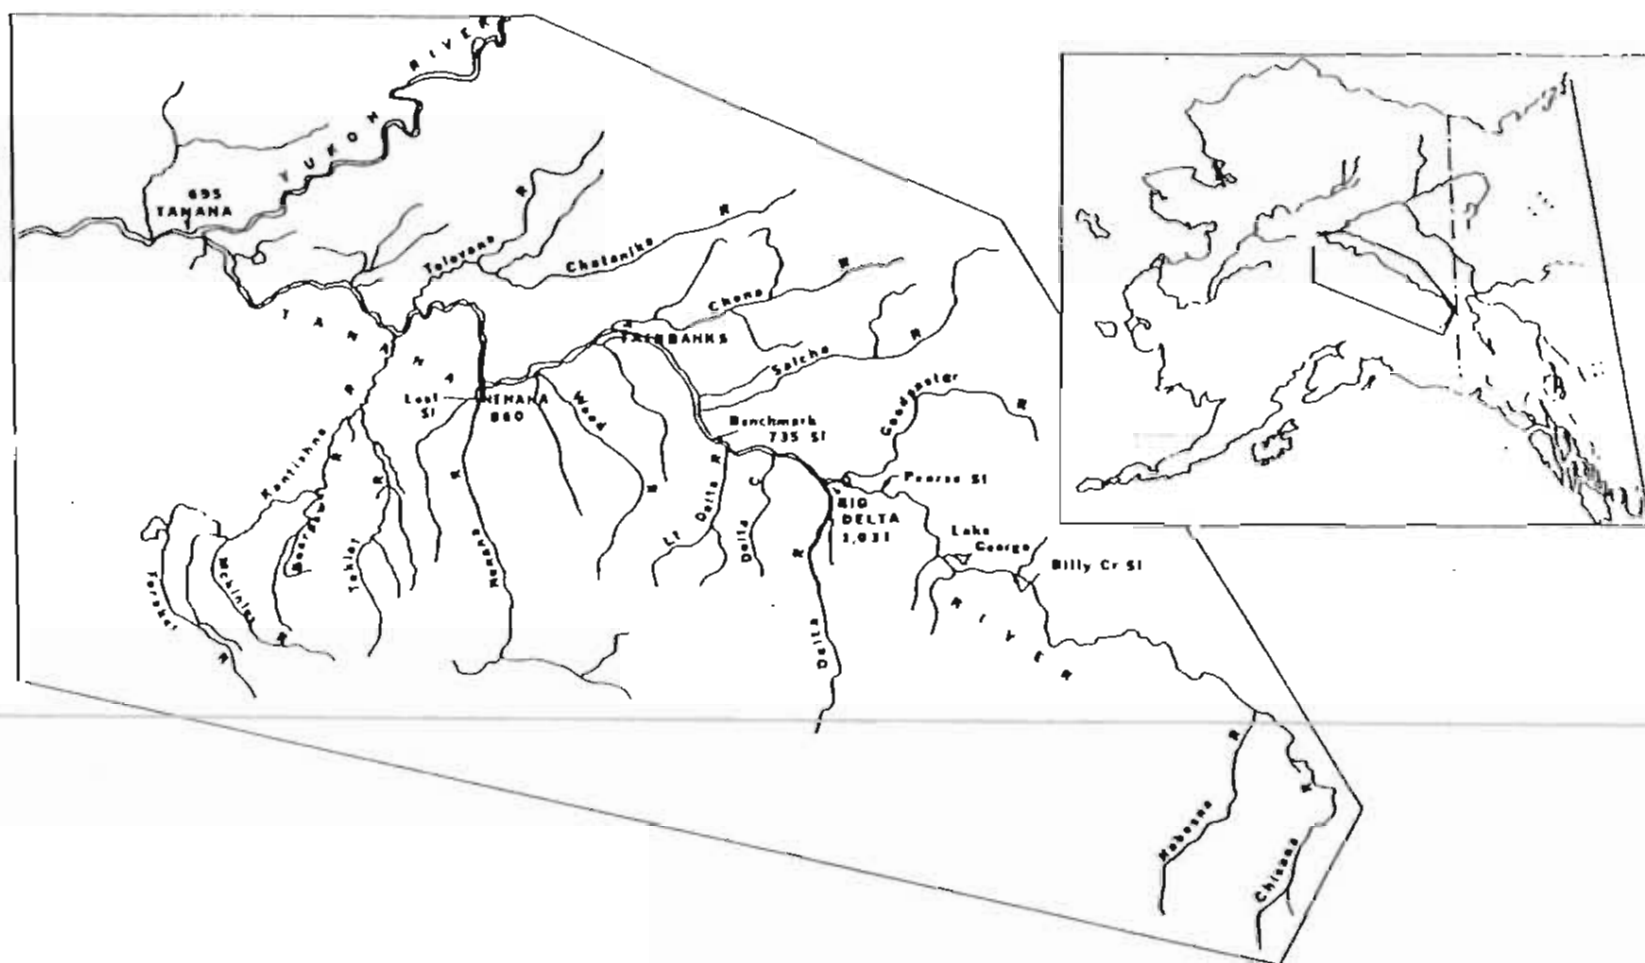 YUKON RIVER
695
TANANA
Tolovana R
Chatanika R
TANANA
Chena R
FAIRBANKS
Salcha R
Lost
Sl
NENANA
860
Wood R
Goodpaster R
Benchmark
735 Sl
Pearse Sl
BIG
DELTA
1,031
Kantishna R
Lt Delta R
Delta C
Lake
George
Billy Cr Sl
Toklat R
Nenana R
McKinley R
Delta R
RIVER
Nabesna R
Chisana R